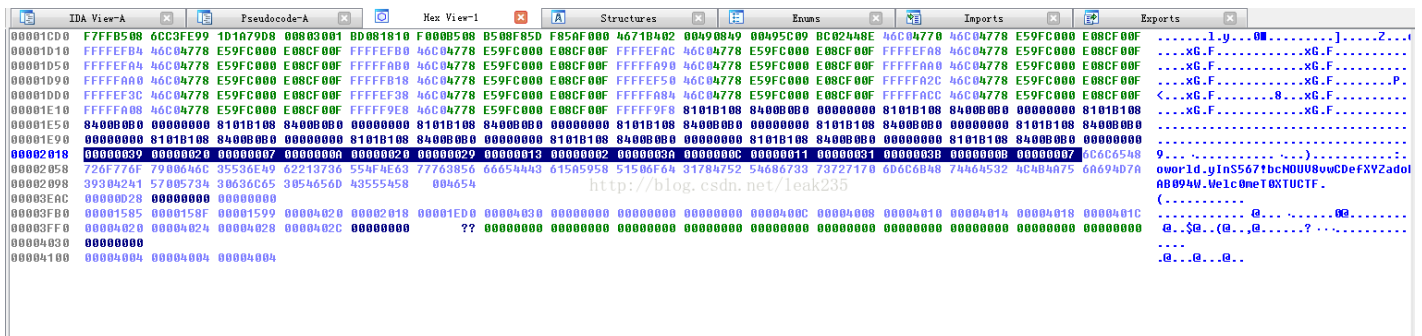 IDA View-A Pseudocode-A Hex View-1 Structures Enums Imports Exports
00001CD0 F7FFB508 6CC3FE99 1D1A79D8 00803001 BD081810 F000B508 B508F85D F85AF000 4671B402 00490849 00495C09 BC02448E 46C04770 46C04778 E59FC000 E08CF00F
00001D10 FFFFEFB4 46C04778 E59FC000 E08CF00F FFFFEFB0 46C04778 E59FC000 E08CF00F FFFFEFAC 46C04778 E59FC000 E08CF00F FFFFEFA8 46C04778 E59FC000 E08CF00F ....xG.F...........xG.F.........
00001D50 FFFFEFA4 46C04778 E59FC000 E08CF00F FFFFFAB0 46C04778 E59FC000 E08CF00F FFFFFA90 46C04778 E59FC000 E08CF00F FFFFFAA0 46C04778 E59FC000 E08CF00F ....xG.F...........xG.F.........
00001D90 FFFFFAA0 46C04778 E59FC000 E08CF00F FFFFFB18 46C04778 E59FC000 E08CF00F FFFFEF50 46C04778 E59FC000 E08CF00F FFFFFA2C 46C04778 E59FC000 E08CF00F
00001DD0 FFFFEF3C 46C04778 E59FC000 E08CF00F FFFFEF38 46C04778 E59FC000 E08CF00F FFFFFA84 46C04778 E59FC000 E08CF00F FFFFFACC 46C04778 E59FC000 E08CF00F
00001E10 FFFFFA08 46C04778 E59FC000 E08CF00F FFFFF9E8 46C04778 E59FC000 E08CF00F FFFFF9F8 8101B108 8400B0B0 00000000 8101B108 8400B0B0 00000000 8101B108
00001E50 8400B0B0 00000000 8101B108 8400B0B0 00000000 8101B108 8400B0B0 00000000 8101B108 8400B0B0 00000000 8101B108 8400B0B0 00000000 8101B108 8400B0B0
00001E90 00000000 8101B108 8400B0B0 00000000 8101B108 8400B0B0 00000000 8101B108 8400B0B0 00000000 8101B108 8400B0B0 00000000 8101B108 8400B0B0 00000000
00002018 00000039 00000020 00000007 0000000A 00000020 00000029 00000013 00000002 0000003A 0000000C 00000011 00000031 0000003B 0000000B 00000007 6C6C6548
00002058 726F776F 7900646C 35536E49 62213736 554F4E63 77763856 66654443 615A5958 51506F64 31784752 54686733 73727170 6D6C6B48 74464532 4C4B4A75 6A694D7A oworld.yInS567!bcNOUV8vwCDefXYZado
00002098 39304241 57005734 30636C65 3054656D 43555458 004654 http://blog.csdn.net/leak235 AB094W.Welc0meT0XTUCTF.
00003EAC 00000D28 00000000 00000000
00003FB0 00001585 0000158F 00001599 00004020 00002018 00001ED0 00004030 00000000 00000000 00000000 0000400C 00004008 00004010 00004014 00004018 0000401C
00003FF0 00004020 00004024 00004028 0000402C 00000000 ?? 00000000 00000000 00000000 00000000 00000000 00000000 00000000 00000000 00000000 00000000
00004030 00000000
00004100 00004004 00004004 00004004 .@...@...@..